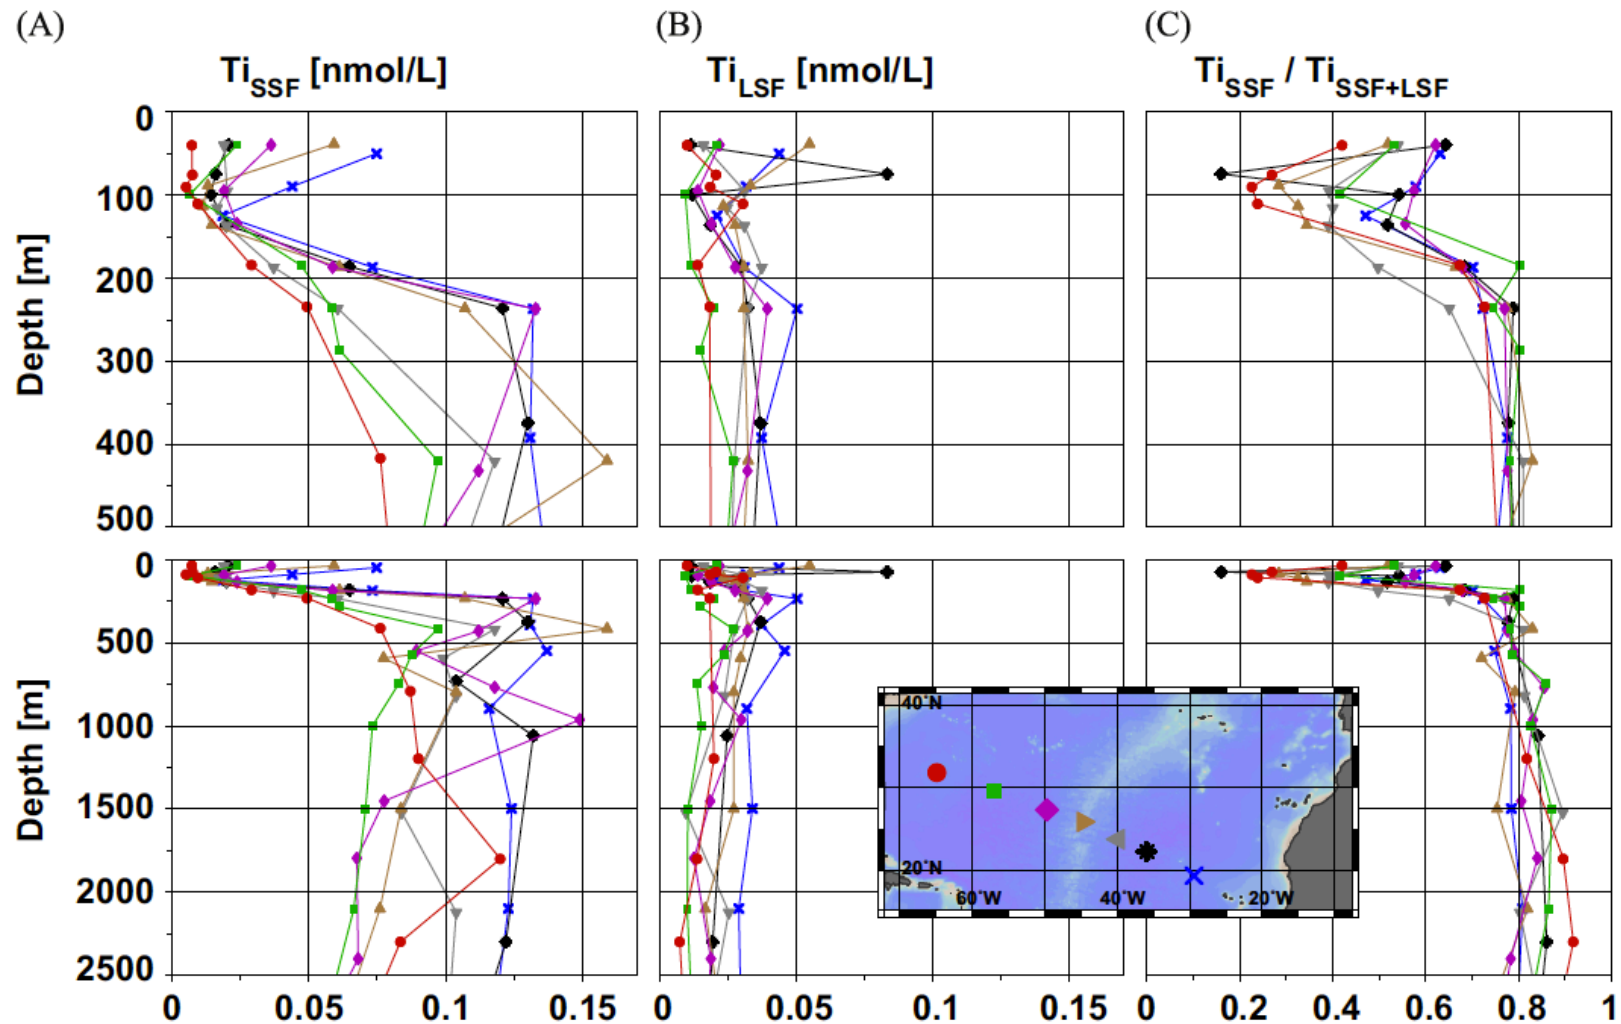 (A) (B) (C)
TiSSF [nmol/L] TiLSF [nmol/L] TiSSF / TiSSF+LSF
0
100
200
300
400
500
Depth [m]
0
500
1000
1500
2000
2500
Depth [m]
40°N
20°N
60°W 40°W 20°W
0 0.05 0.1 0.15 0 0.05 0.1 0.15 0 0.2 0.4 0.6 0.8 1